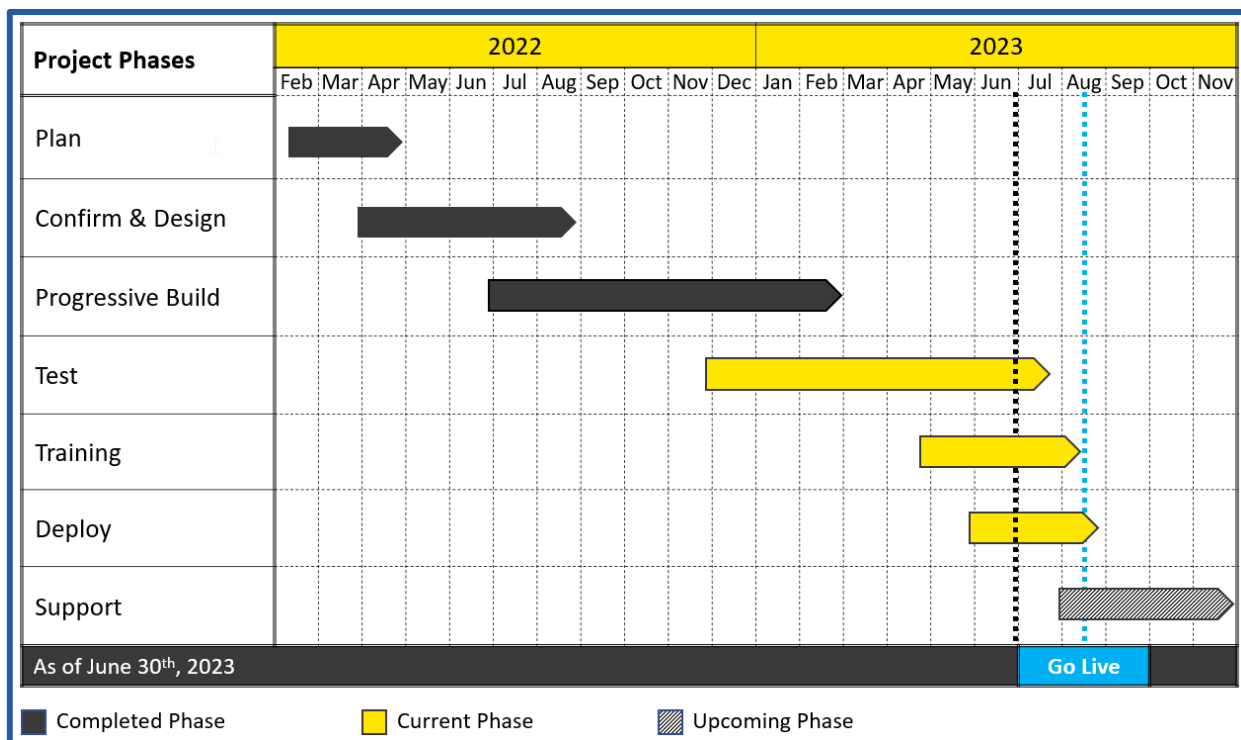 Project Phases
2022
2023
Feb Mar Apr May Jun Jul Aug Sep Oct Nov Dec Jan Feb Mar Apr May Jun Jul Aug Sep Oct Nov
Plan
Confirm & Design
Progressive Build
Test
Training
Deploy
Support
As of June 30th, 2023
Go Live
Completed Phase
Current Phase
Upcoming Phase